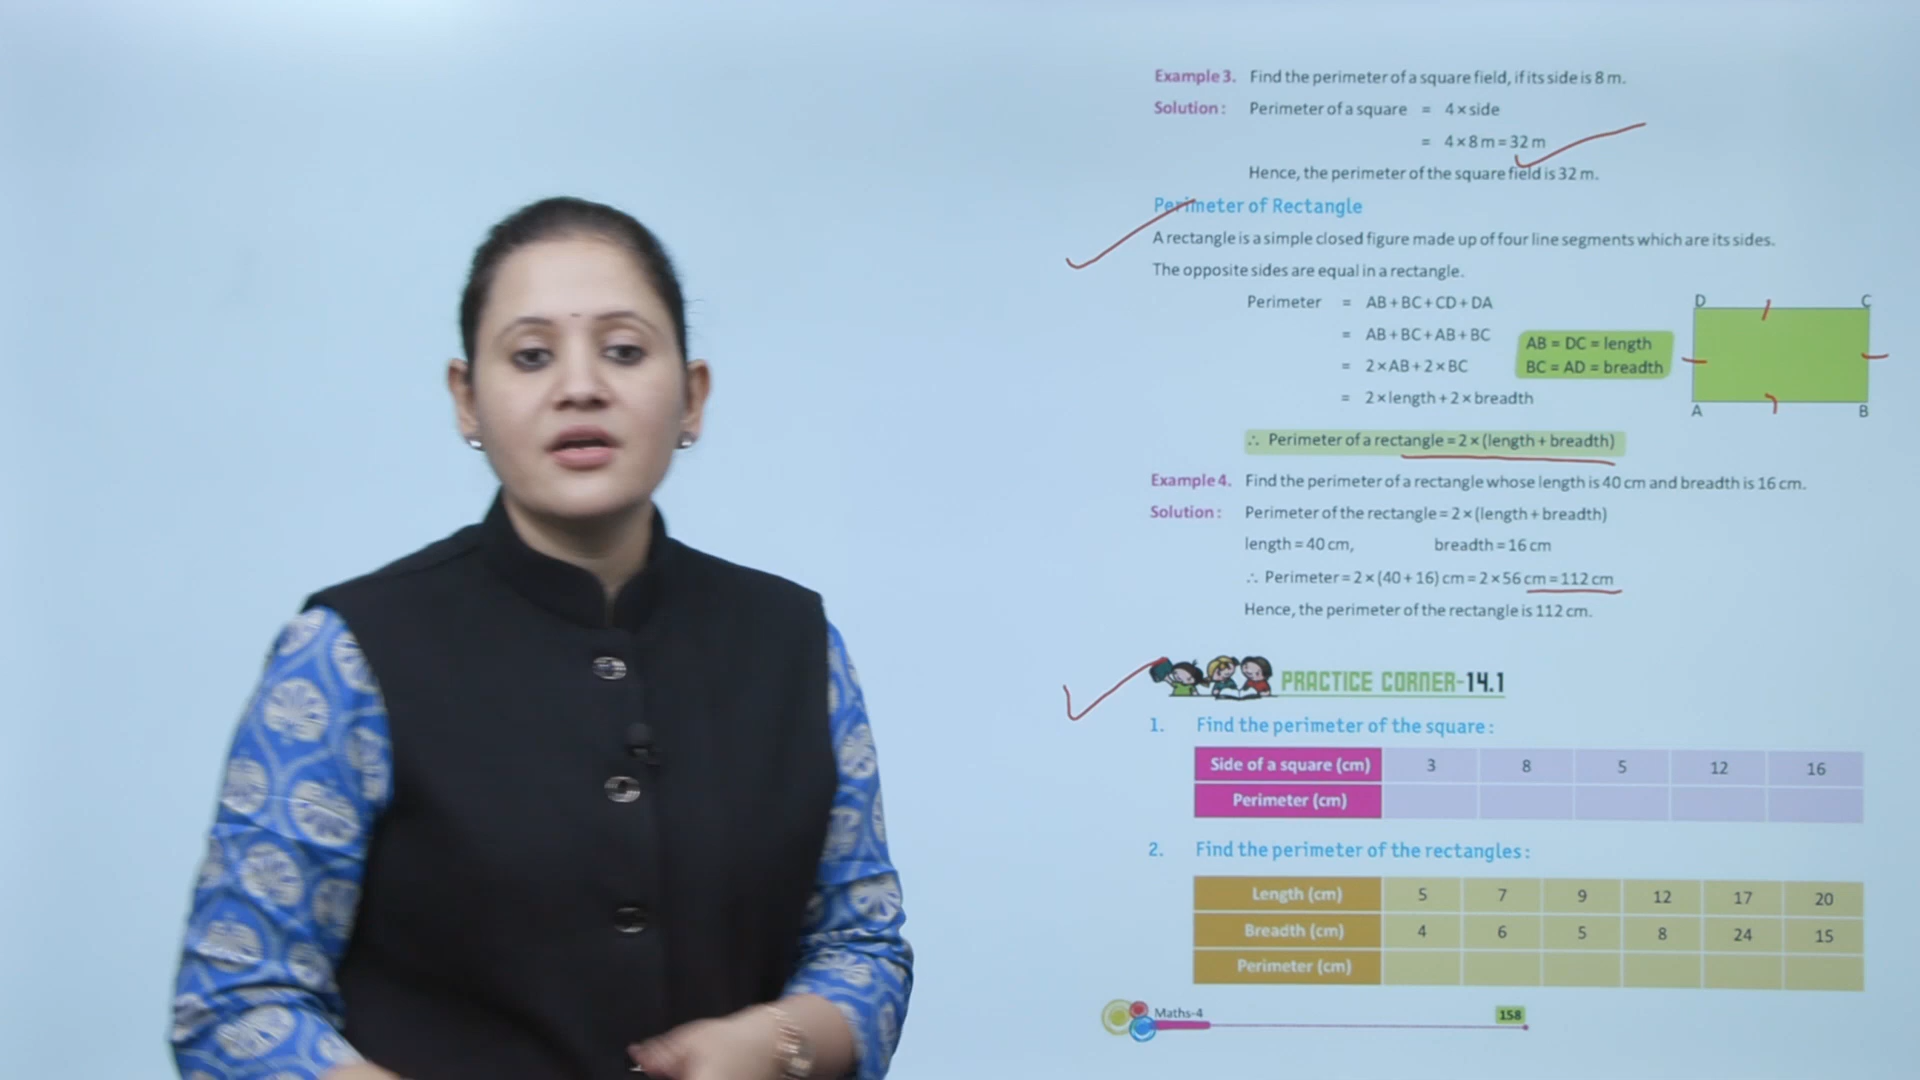 Example 3. Find the perimeter of a square field, if its side is 8 m.
Solution : Perimeter of a square = 4 × side
= 4 × 8 m = 32 m
Hence, the perimeter of the square field is 32 m.
Perimeter of Rectangle
A rectangle is a simple closed figure made up of four line segments which are its sides.
The opposite sides are equal in a rectangle.
Perimeter = AB + BC + CD + DA
= AB + BC + AB + BC
= 2 × AB + 2 × BC
= 2 × length + 2 × breadth
AB = DC = length
BC = AD = breadth
D C
A B
∴ Perimeter of a rectangle = 2 × (length + breadth)
Example 4. Find the perimeter of a rectangle whose length is 40 cm and breadth is 16 cm.
Solution : Perimeter of the rectangle = 2 × (length + breadth)
length = 40 cm, breadth = 16 cm
∴ Perimeter = 2 × (40 + 16) cm = 2 × 56 cm = 112 cm
Hence, the perimeter of the rectangle is 112 cm.
PRACTICE CORNER-14.1
1. Find the perimeter of the square :
Side of a square (cm) 3 8 5 12 16
Perimeter (cm)
2. Find the perimeter of the rectangles :
Length (cm) 5 7 9 12 17 20
Breadth (cm) 4 6 5 8 24 15
Perimeter (cm)
Maths-4 158